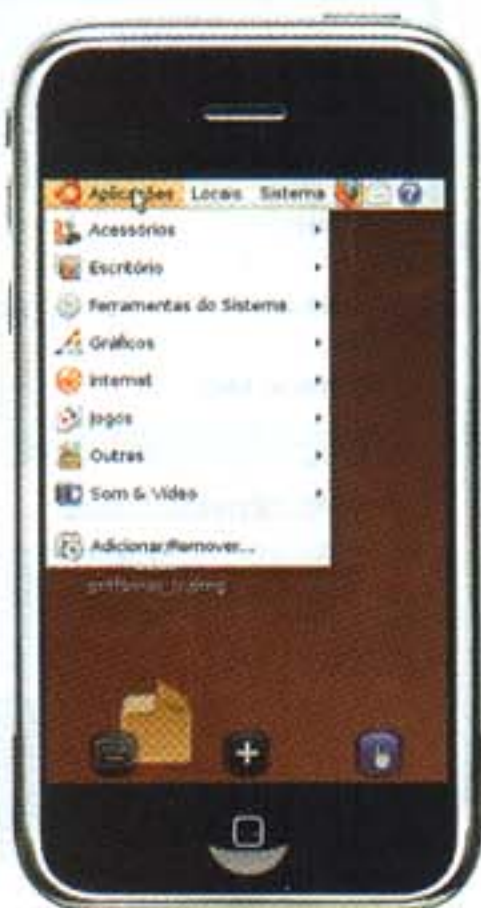 Aplicações Locais Sistema
Acessórios
Escritório
Ferramentas do Sistema
Gráficos
Internet
Jogos
Outras
Som & Vídeo
Adicionar/Remover...